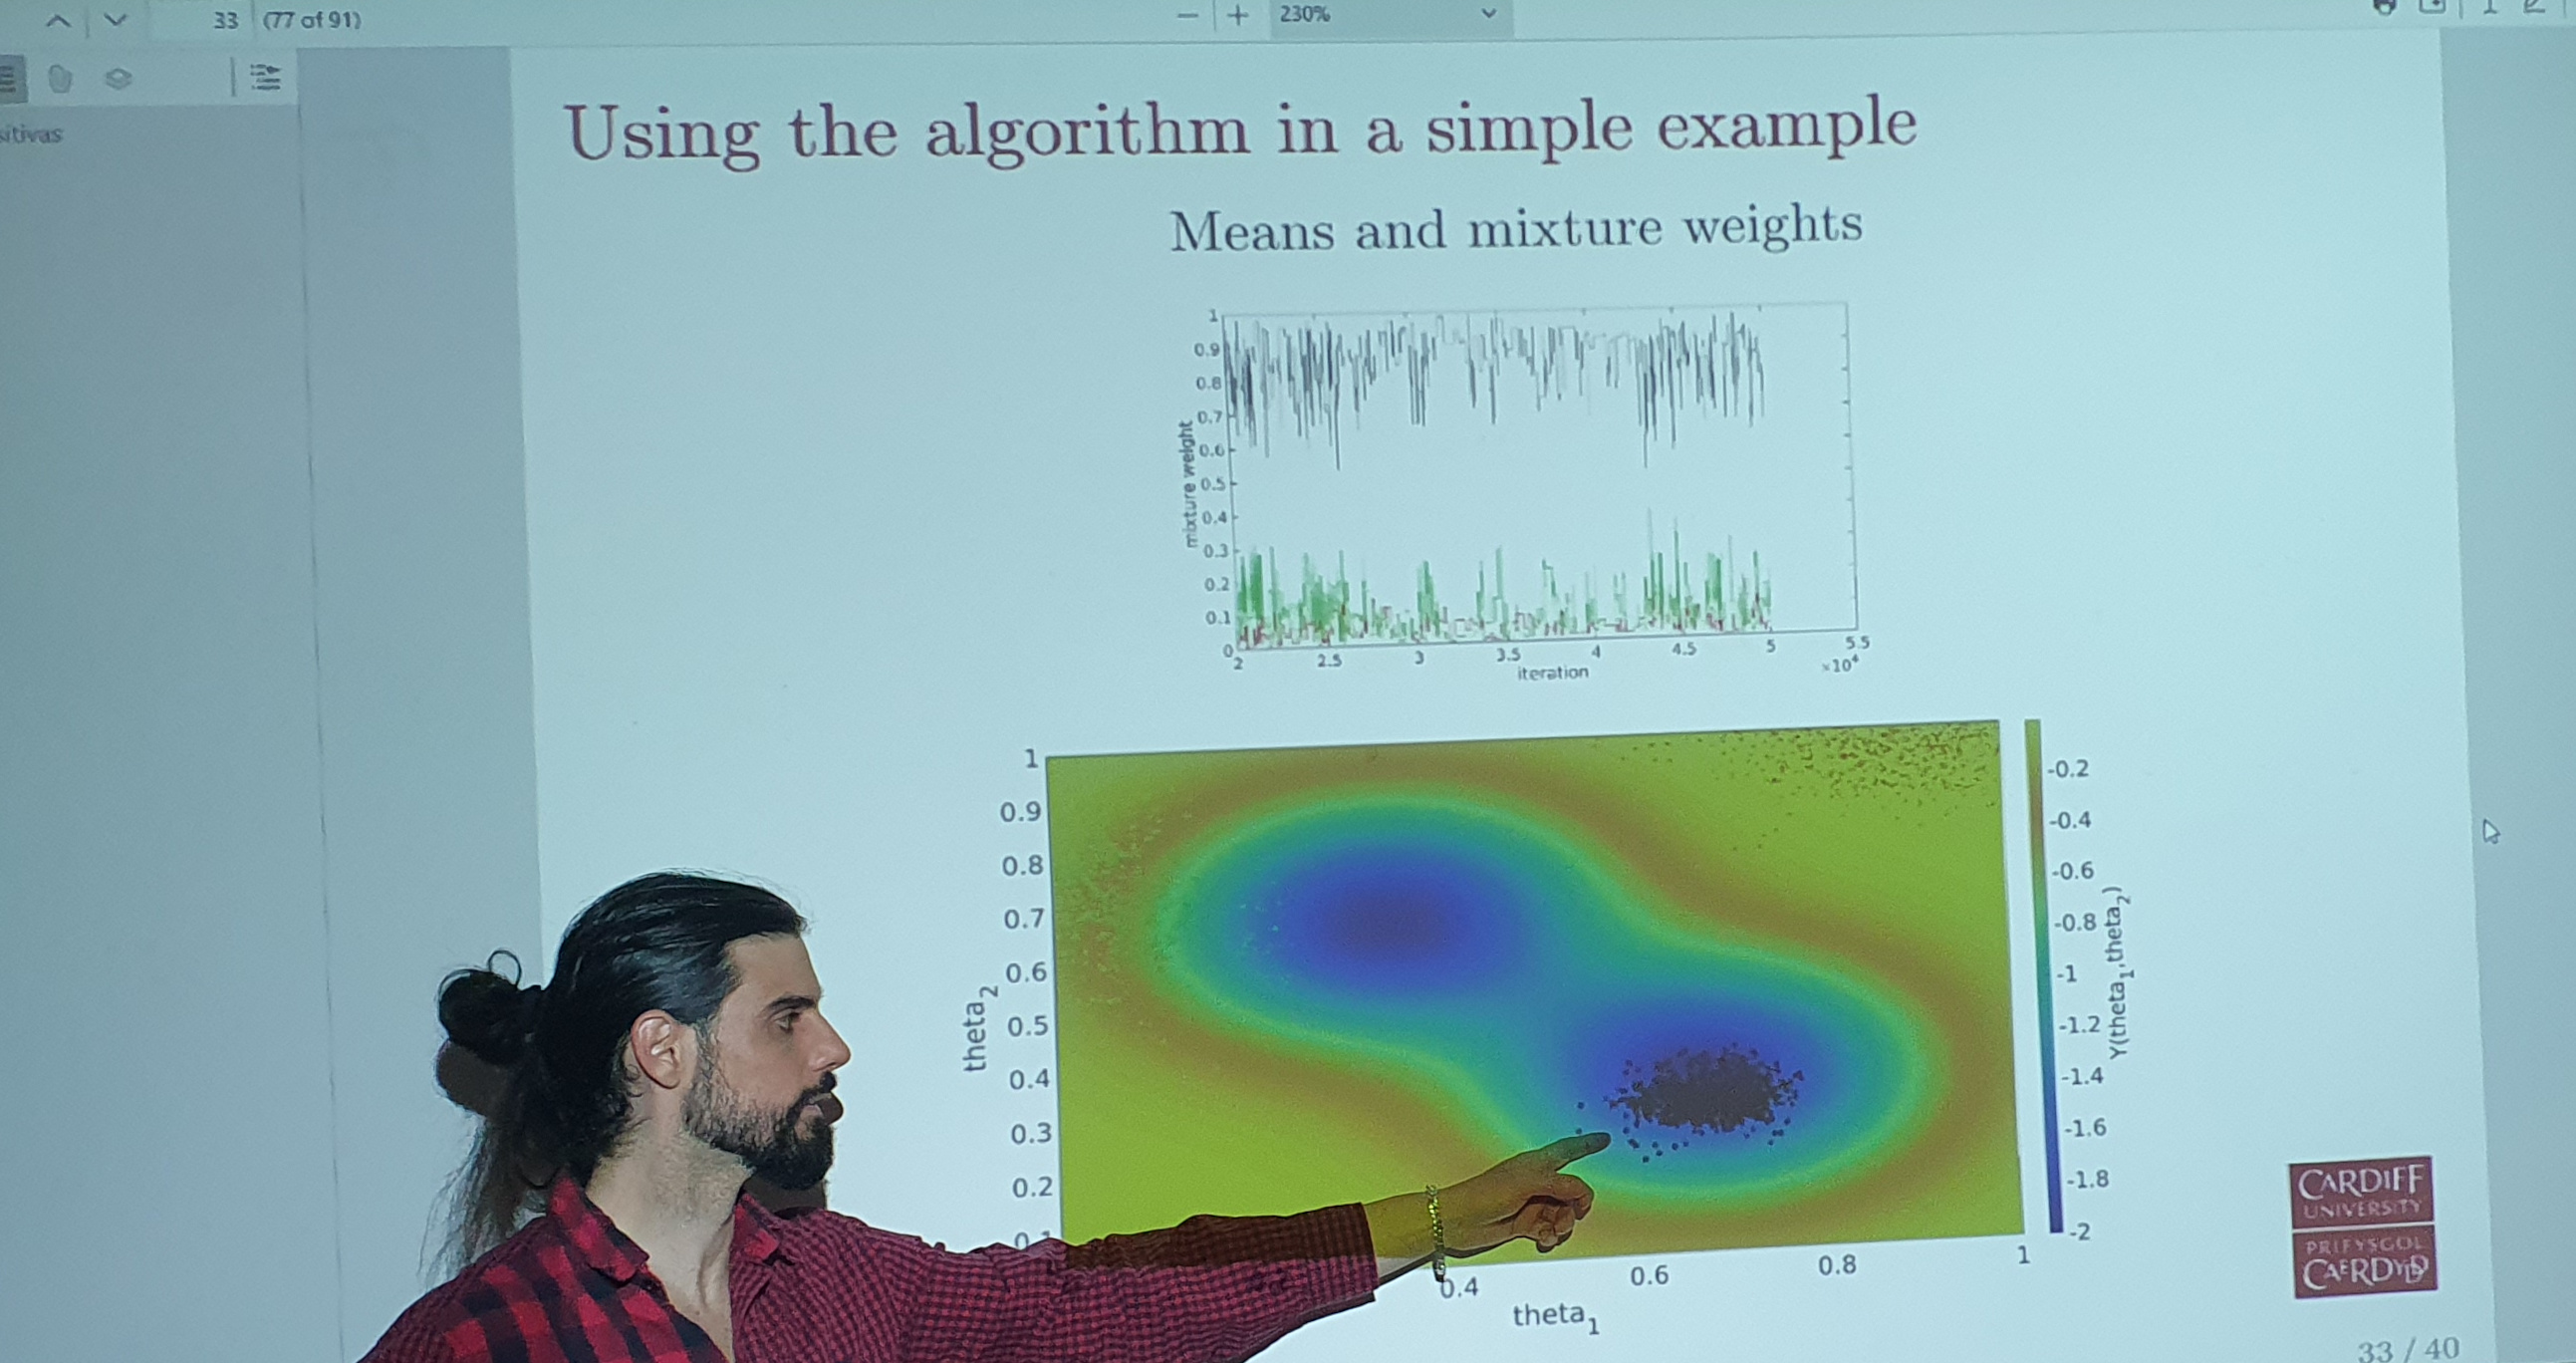 33 (77 of 91)
230%
sitivas
Using the algorithm in a simple example
Means and mixture weights
1
0.9
0.8
0.7
0.6
0.5
0.4
0.3
0.2
0.1
0
mixture weight
2 2.5 3 3.5 4 4.5 5 5.5
×10⁴
iteration
1
0.9
0.8
0.7
0.6
0.5
0.4
0.3
0.2
theta₂
0.4 0.6 0.8 1
theta₁
-0.2
-0.4
-0.6
-0.8
-1
-1.2
-1.4
-1.6
-1.8
-2
Y(theta₁,theta₂)
CARDIFF
UNIVERSITY
PRIFYSGOL
CAERDYDD
33 / 40